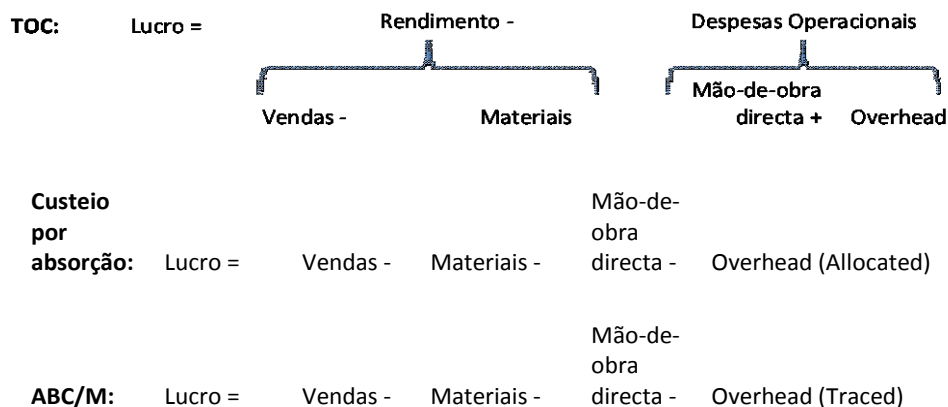 TOC: Lucro = Rendimento - Despesas Operacionais
Vendas - Materiais Mão-de-obra directa + Overhead
Custeio por absorção: Lucro = Vendas - Materiais - Mão-de-obra directa - Overhead (Allocated)
ABC/M: Lucro = Vendas - Materiais - Mão-de-obra directa - Overhead (Traced)